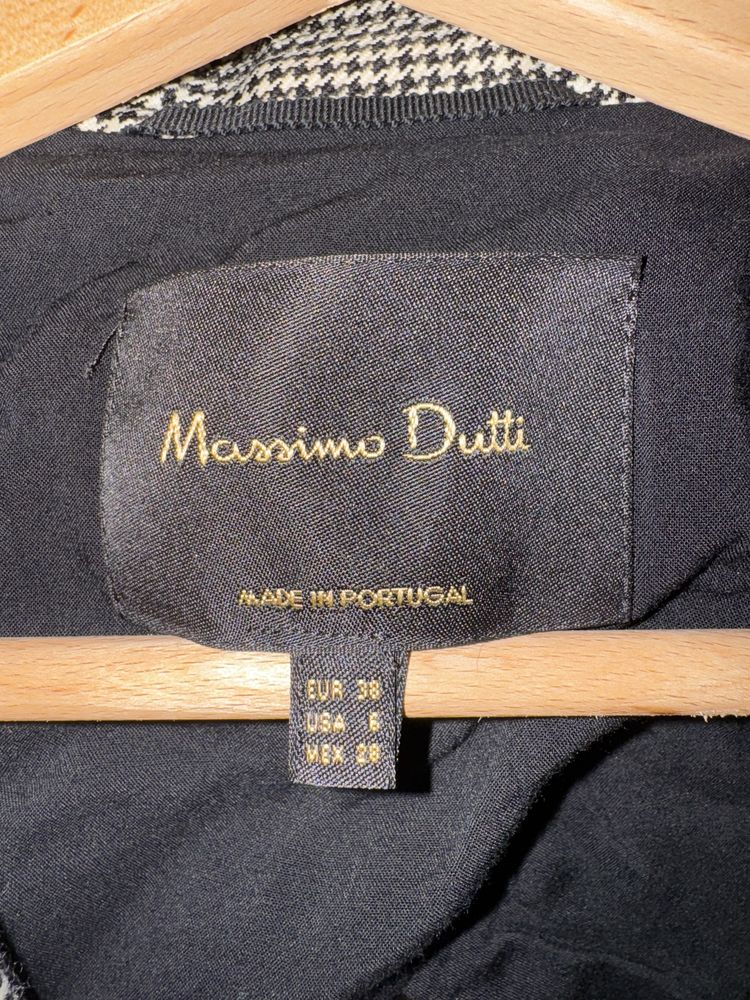 Massimo Dutti
MADE IN PORTUGAL
EUR 38
USA 6
MEX 28